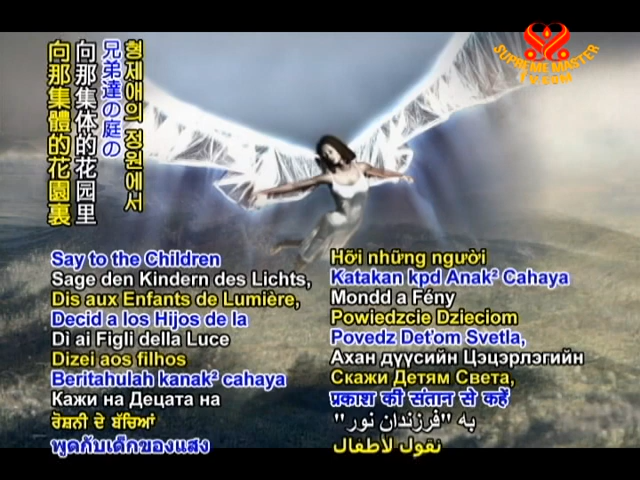 SUPREME MASTER
TV.COM
형제애의 정원에서
兄弟達の庭の
向那集体的花园里
向那集體的花園裏
Say to the Children
Sage den Kindern des Lichts,
Dis aux Enfants de Lumière,
Decid a los Hijos de la
Di ai Figli della Luce
Dizei aos filhos
Beritahulah kanak² cahaya
Кажи на Децата на
ਰੋਸ਼ਨੀ ਦੇ ਬੱਚਿਆਂ
พูดกับเด็กของแสง
Hỡi những người
Katakan kpd Anak² Cahaya
Mondd a Fény
Powiedzcie Dzieciom
Povedz Deťom Svetla,
Ахан дүүсийн Цэцэрлэгийн
Скажи Детям Света,
प्रकाश की संतान से कहें
به "فرزندان نور"
نقول لأطفال